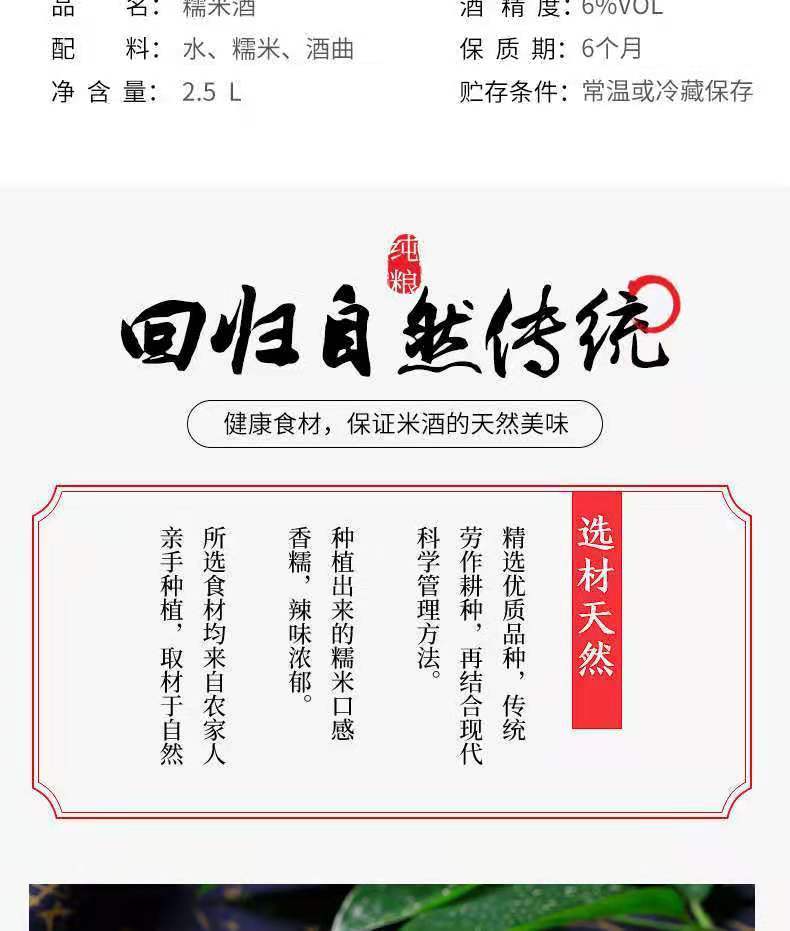 品 名： 糯米酒
酒 精 度：6%VOL
配 料： 水、糯米、酒曲
保 质 期：6个月
净 含 量： 2.5 L
贮存条件：常温或冷藏保存
纯粮
回归自然传统
健康食材，保证米酒的天然美味
选材天然
精选优质品种，传统
劳作耕种，再结合现代
科学管理方法。
种植出来的糯米口感
香糯，辣味浓郁。
所选食材均来自农家人
亲手种植，取材于自然